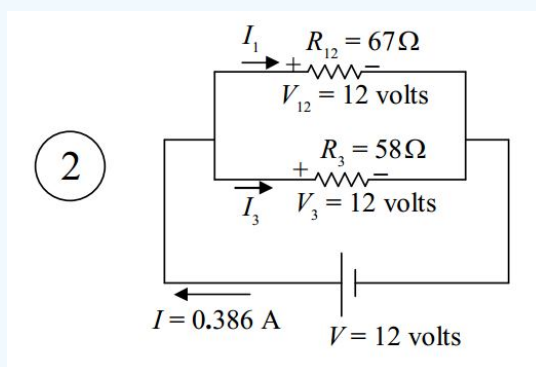 I₁ R₁₂ = 67Ω
+ −
V₁₂ = 12 volts
2
R₃ = 58Ω
+ −
I₃ V₃ = 12 volts
I = 0.386 A
V = 12 volts